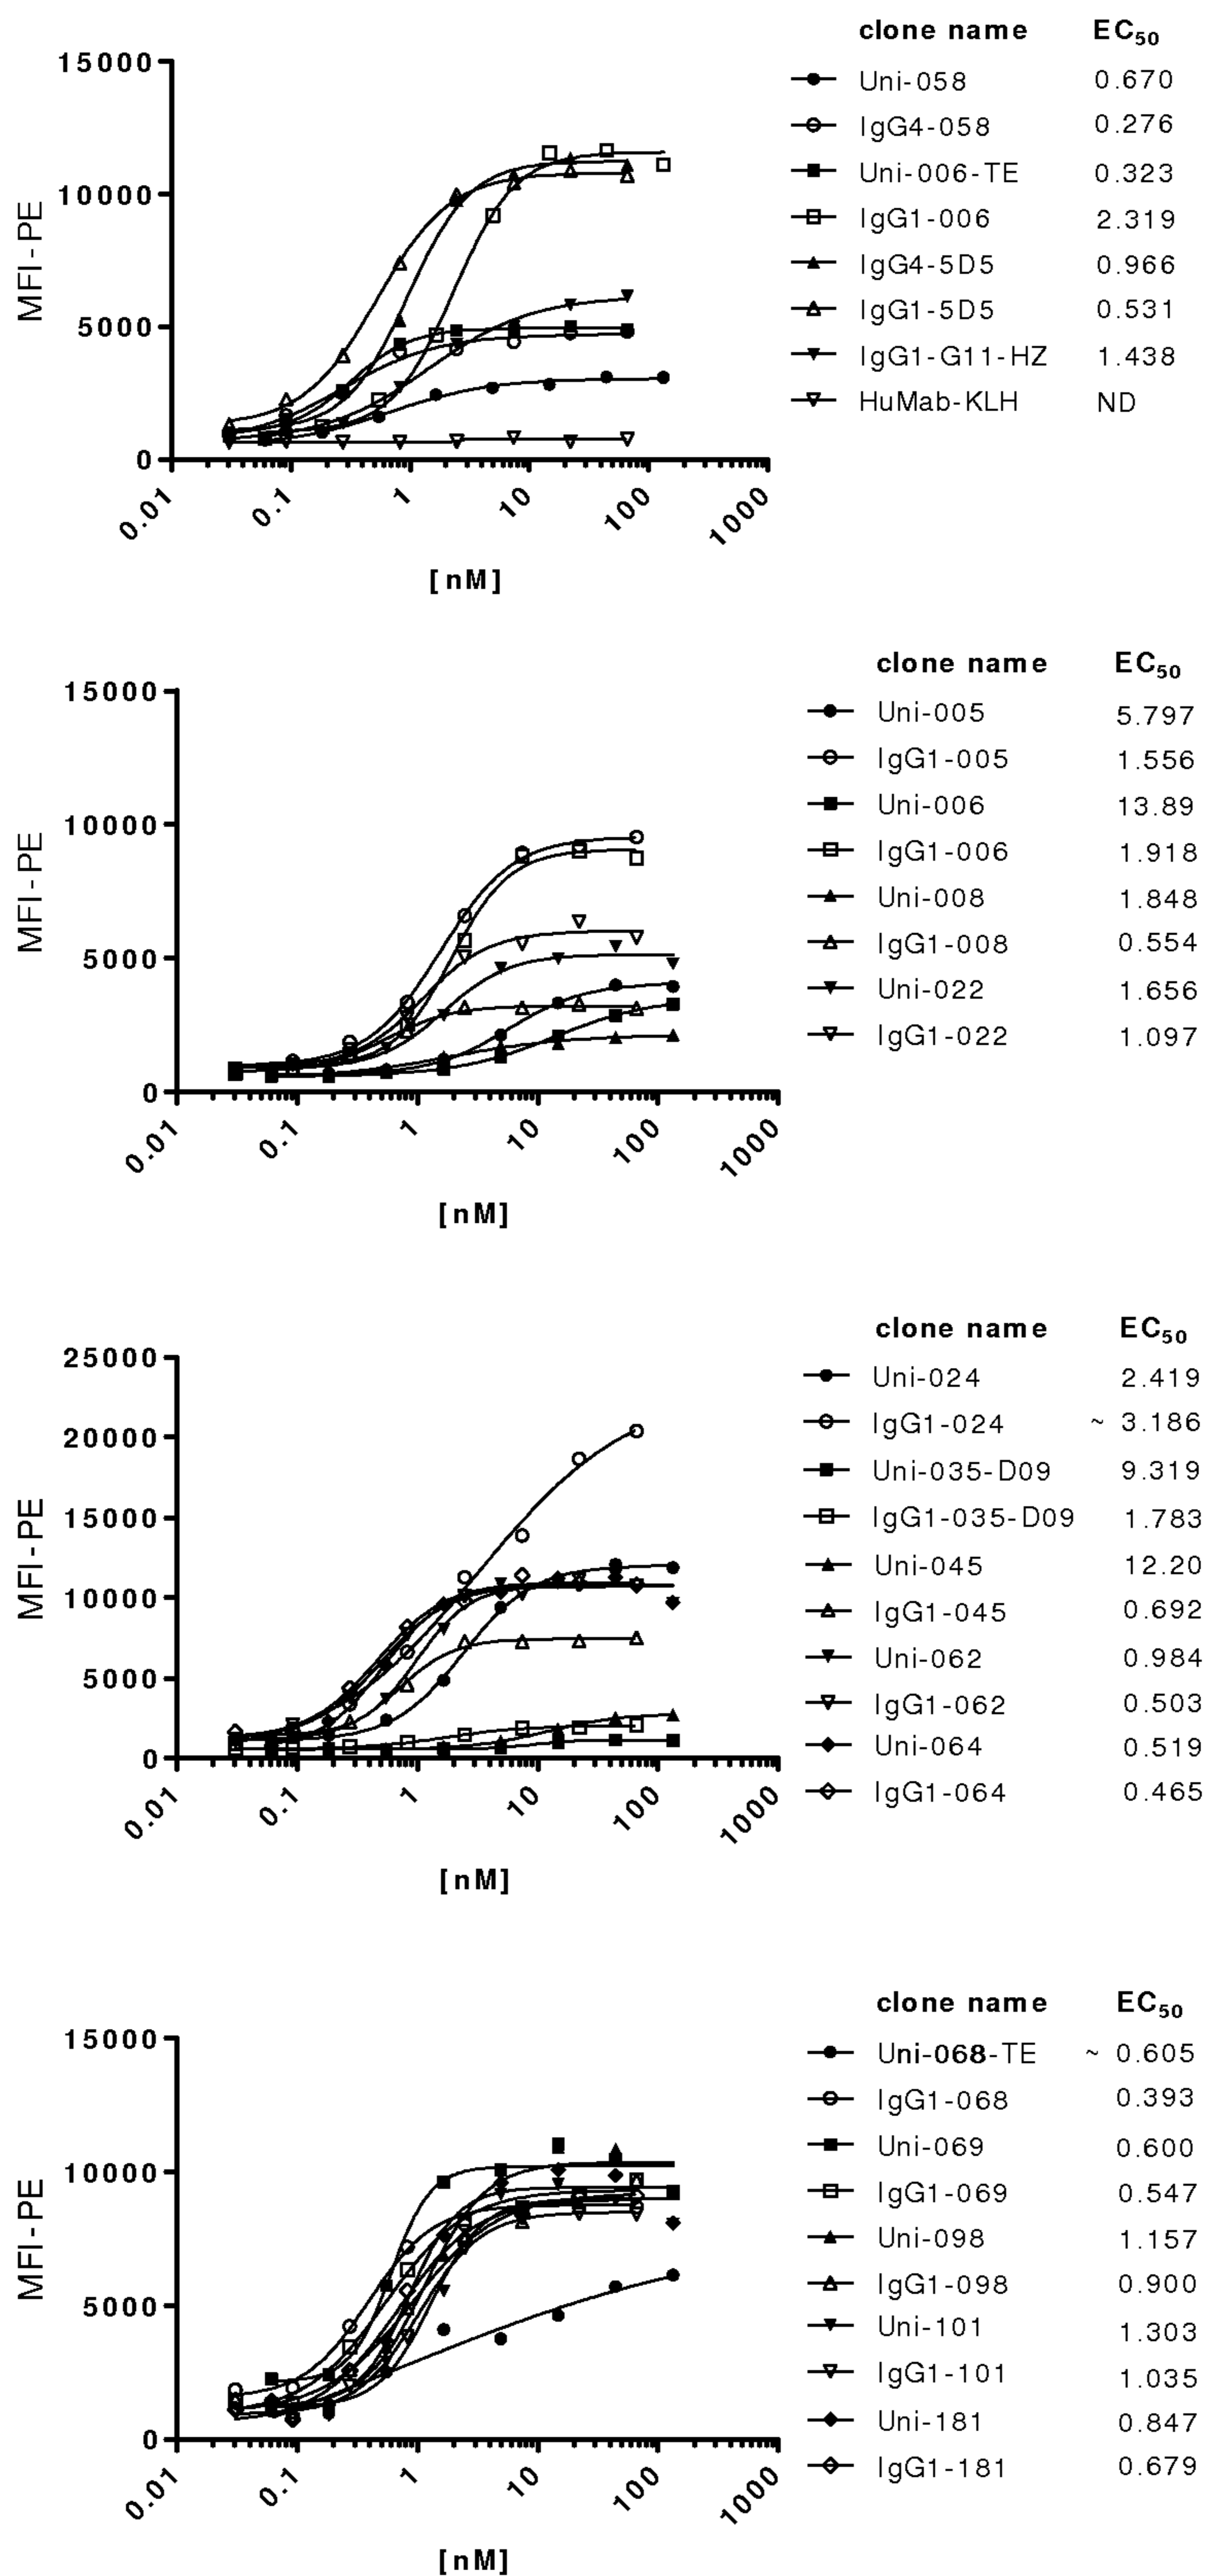 clone name EC50
Uni-058 0.670
IgG4-058 0.276
Uni-006-TE 0.323
IgG1-006 2.319
IgG4-5D5 0.966
IgG1-5D5 0.531
IgG1-G11-HZ 1.438
HuMab-KLH ND
MFI-PE
15000
10000
5000
0
0.01 0.1 1 10 100 1000
[nM]
clone name EC50
Uni-005 5.797
IgG1-005 1.556
Uni-006 13.89
IgG1-006 1.918
Uni-008 1.848
IgG1-008 0.554
Uni-022 1.656
IgG1-022 1.097
MFI-PE
15000
10000
5000
0
0.01 0.1 1 10 100 1000
[nM]
clone name EC50
Uni-024 2.419
IgG1-024 ~ 3.186
Uni-035-D09 9.319
IgG1-035-D09 1.783
Uni-045 12.20
IgG1-045 0.692
Uni-062 0.984
IgG1-062 0.503
Uni-064 0.519
IgG1-064 0.465
MFI-PE
25000
20000
15000
10000
5000
0
0.01 0.1 1 10 100 1000
[nM]
clone name EC50
Uni-068-TE ~ 0.605
IgG1-068 0.393
Uni-069 0.600
IgG1-069 0.547
Uni-098 1.157
IgG1-098 0.900
Uni-101 1.303
IgG1-101 1.035
Uni-181 0.847
IgG1-181 0.679
MFI-PE
15000
10000
5000
0
0.01 0.1 1 10 100 1000
[nM]